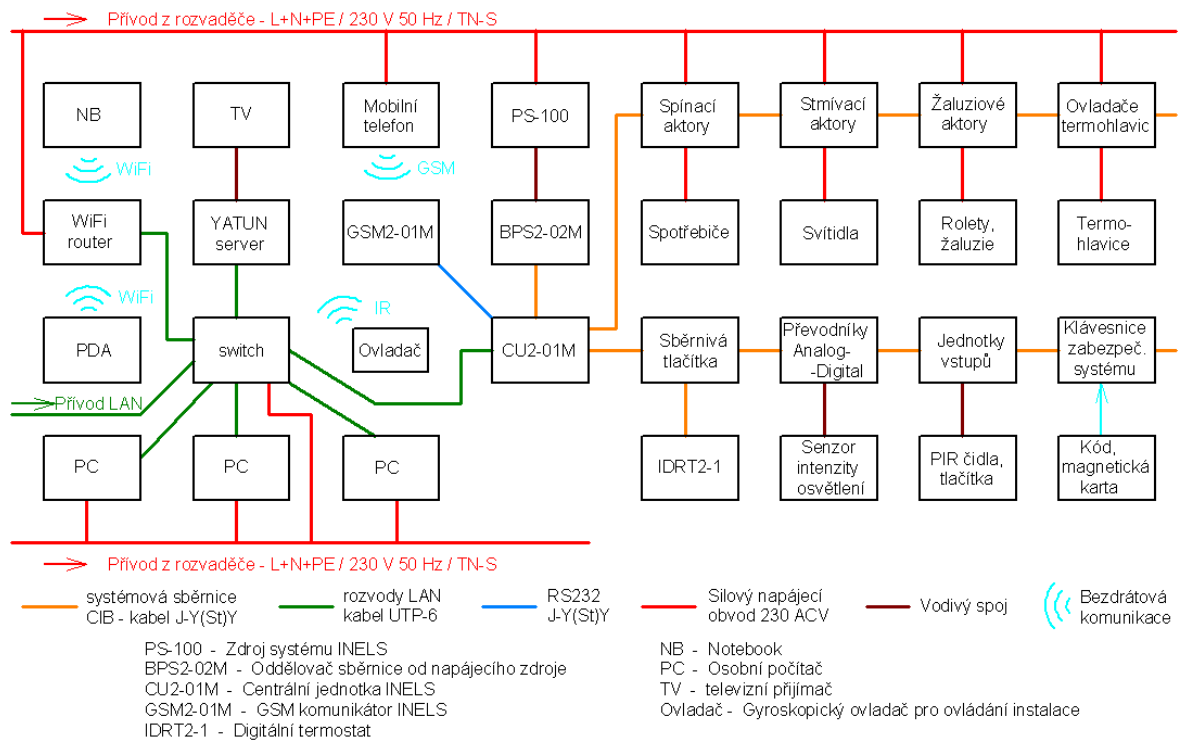 Přívod z rozvaděče - L+N+PE / 230 V 50 Hz / TN-S
NB
TV
Mobilní
telefon
PS-100
Spínací
aktory
Stmívací
aktory
Žaluziové
aktory
Ovladače
termohlavic
WiFi
GSM
WiFi
router
YATUN
server
GSM2-01M
BPS2-02M
Spotřebiče
Svítidla
Rolety,
žaluzie
Termo-
hlavice
WiFi
IR
PDA
switch
Ovladač
CU2-01M
Sběrnivá
tlačítka
Převodníky
Analog-
-Digital
Jednotky
vstupů
Klávesnice
zabezpeč.
systému
Přívod LAN
PC
PC
PC
IDRT2-1
Senzor
intenzity
osvětlení
PIR čidla,
tlačítka
Kód,
magnetická
karta
Přívod z rozvaděče - L+N+PE / 230 V 50 Hz / TN-S
systémová sběrnice
CIB - kabel J-Y(St)Y
rozvody LAN
kabel UTP-6
RS232
J-Y(St)Y
Silový napájecí
obvod 230 ACV
Vodivý spoj
Bezdrátová
komunikace
PS-100 - Zdroj systému INELS
BPS2-02M - Oddělovač sběrnice od napájecího zdroje
CU2-01M - Centrální jednotka INELS
GSM2-01M - GSM komunikátor INELS
IDRT2-1 - Digitální termostat
NB - Notebook
PC - Osobní počítač
TV - televizní přijímač
Ovladač - Gyroskopický ovladač pro ovládání instalace